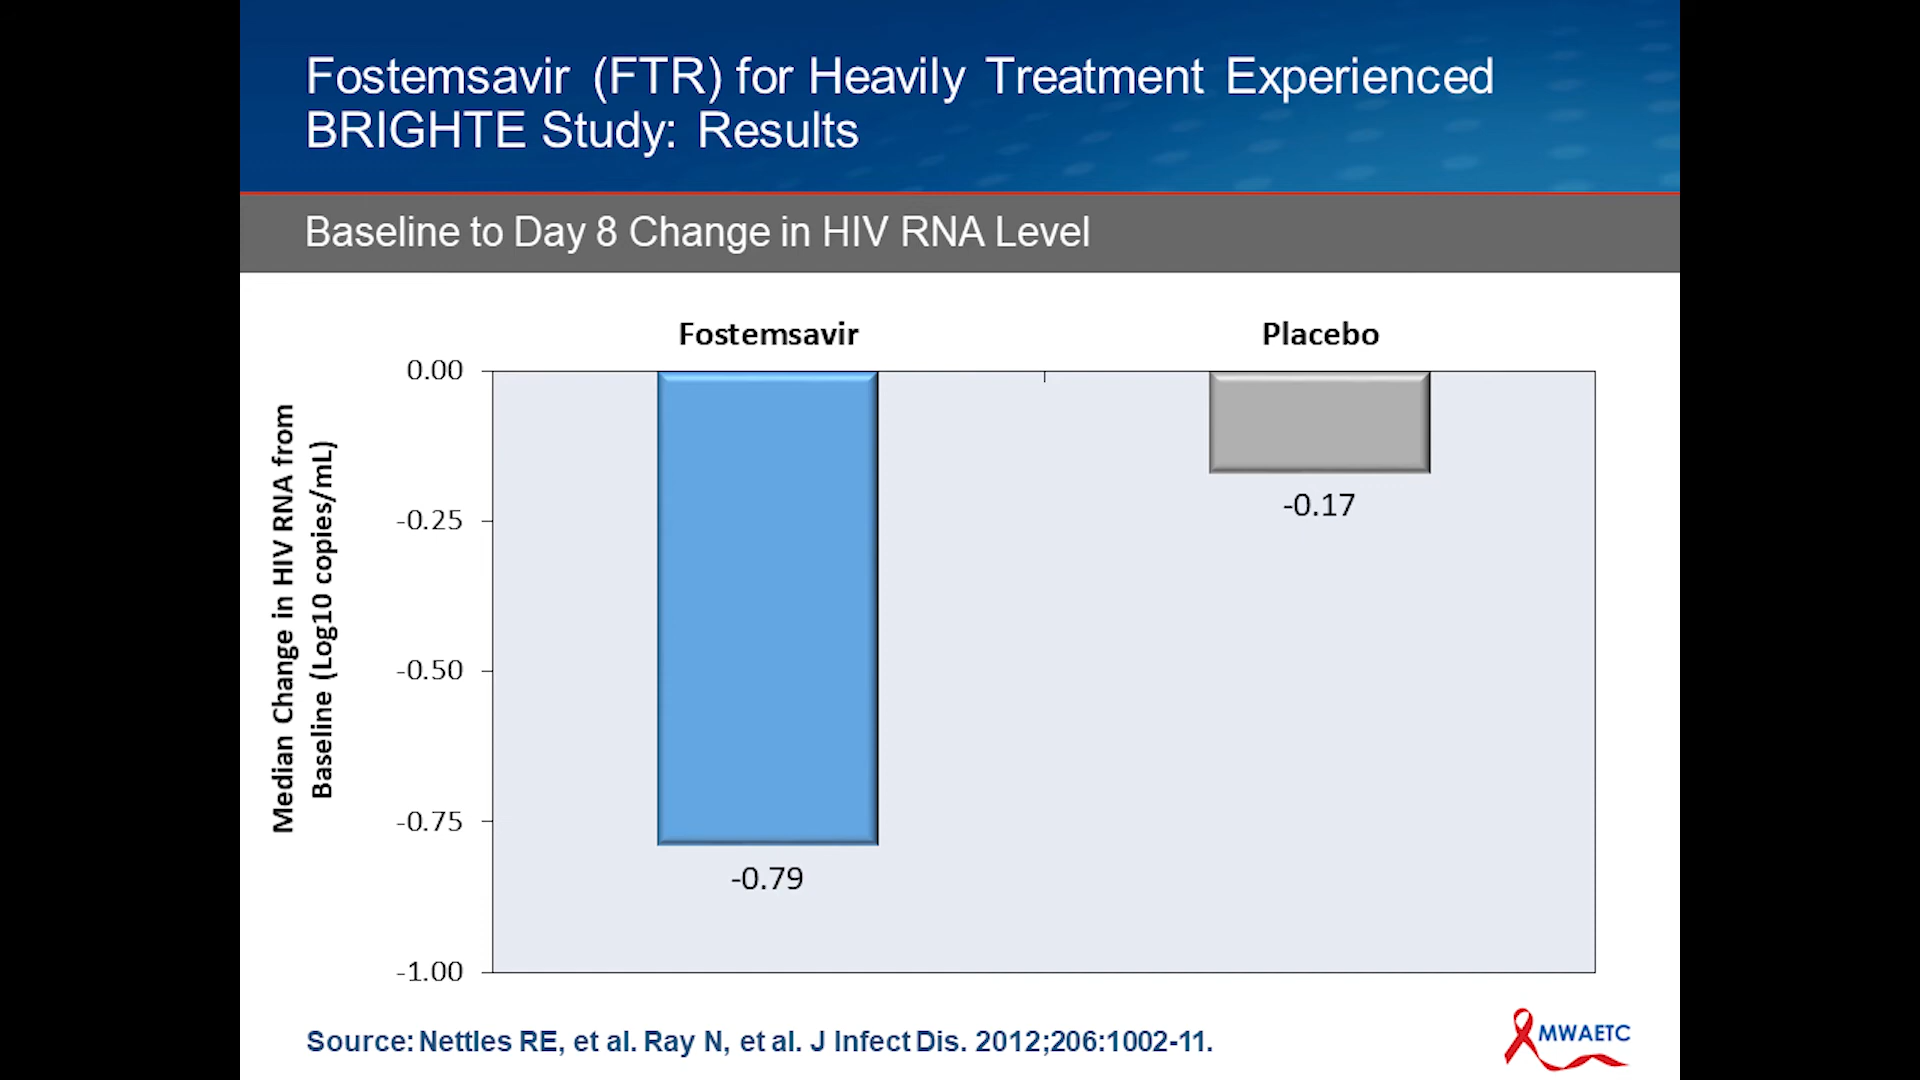 Fostemsavir (FTR) for Heavily Treatment Experienced
BRIGHTE Study: Results
Baseline to Day 8 Change in HIV RNA Level
Fostemsavir
Placebo
Median Change in HIV RNA from
Baseline (Log10 copies/mL)
0.00
-0.25
-0.50
-0.75
-1.00
-0.79
-0.17
Source: Nettles RE, et al. Ray N, et al. J Infect Dis. 2012;206:1002-11.
MWAETC